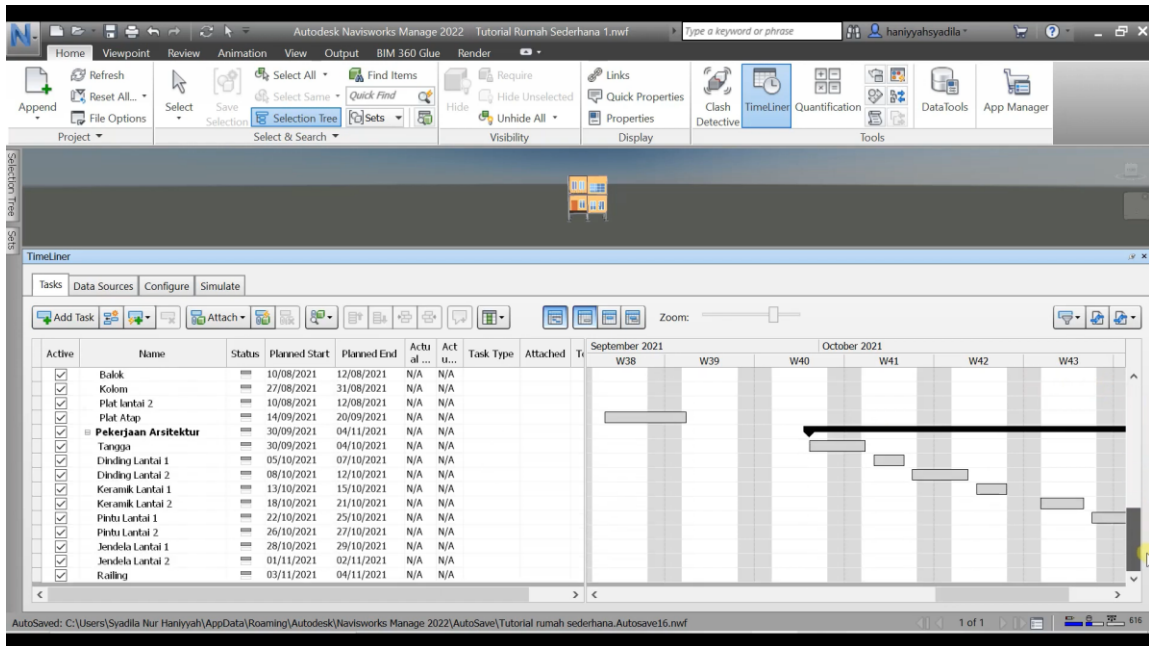 Autodesk Navisworks Manage 2022 Tutorial Rumah Sederhana 1.nwf
Type a keyword or phrase
haniyyahsyadila
Home Viewpoint Review Animation View Output BIM 360 Glue Render
Append
Refresh
Reset All...
File Options
Project
Select
Save Selection
Select All
Select Same
Selection Tree
Find Items
Quick Find
Sets
Select & Search
Hide
Require
Hide Unselected
Unhide All
Visibility
Links
Quick Properties
Properties
Display
Clash Detective
TimeLiner
Quantification
DataTools
App Manager
Tools
Selection Tree
Sets
TimeLiner
Tasks Data Sources Configure Simulate
Add Task Attach Zoom:
Active Name Status Planned Start Planned End Actu al ... Act u... Task Type Attached
September 2021 October 2021
W38 W39 W40 W41 W42 W43
Balok 10/08/2021 12/08/2021 N/A N/A
Kolom 27/08/2021 31/08/2021 N/A N/A
Plat lantai 2 10/08/2021 12/08/2021 N/A N/A
Plat Atap 14/09/2021 20/09/2021 N/A N/A
Pekerjaan Arsitektur 30/09/2021 04/11/2021 N/A N/A
Tangga 30/09/2021 04/10/2021 N/A N/A
Dinding Lantai 1 05/10/2021 07/10/2021 N/A N/A
Dinding Lantai 2 08/10/2021 12/10/2021 N/A N/A
Keramik Lantai 1 13/10/2021 15/10/2021 N/A N/A
Keramik Lantai 2 18/10/2021 21/10/2021 N/A N/A
Pintu Lantai 1 22/10/2021 25/10/2021 N/A N/A
Pintu Lantai 2 26/10/2021 27/10/2021 N/A N/A
Jendela Lantai 1 28/10/2021 29/10/2021 N/A N/A
Jendela Lantai 2 01/11/2021 02/11/2021 N/A N/A
Railing 03/11/2021 04/11/2021 N/A N/A
AutoSaved: C:\Users\Syadila Nur Haniyyah\AppData\Roaming\Autodesk\Navisworks Manage 2022\AutoSave\Tutorial rumah sederhana.Autosave16.nwf
1 of 1
616